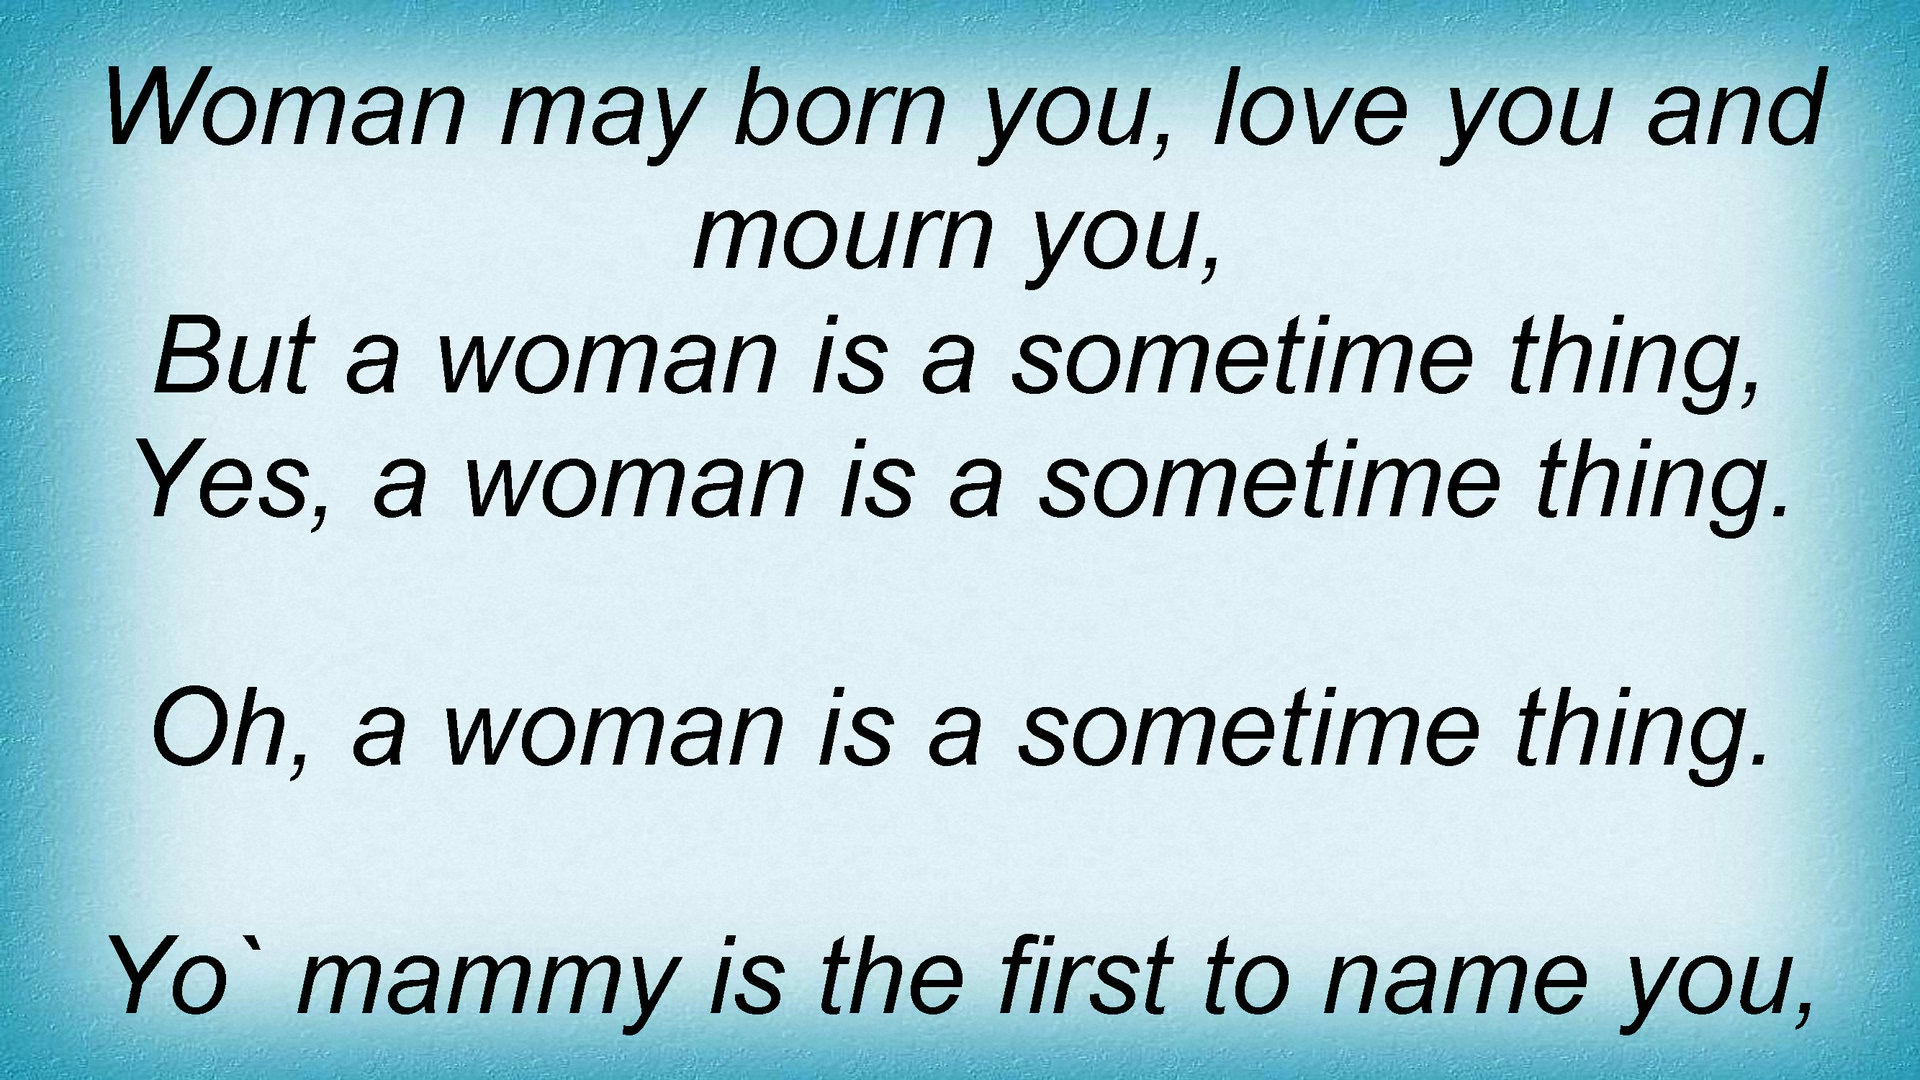 Woman may born you, love you and
mourn you,
But a woman is a sometime thing,
Yes, a woman is a sometime thing.
Oh, a woman is a sometime thing.
Yo` mammy is the first to name you,